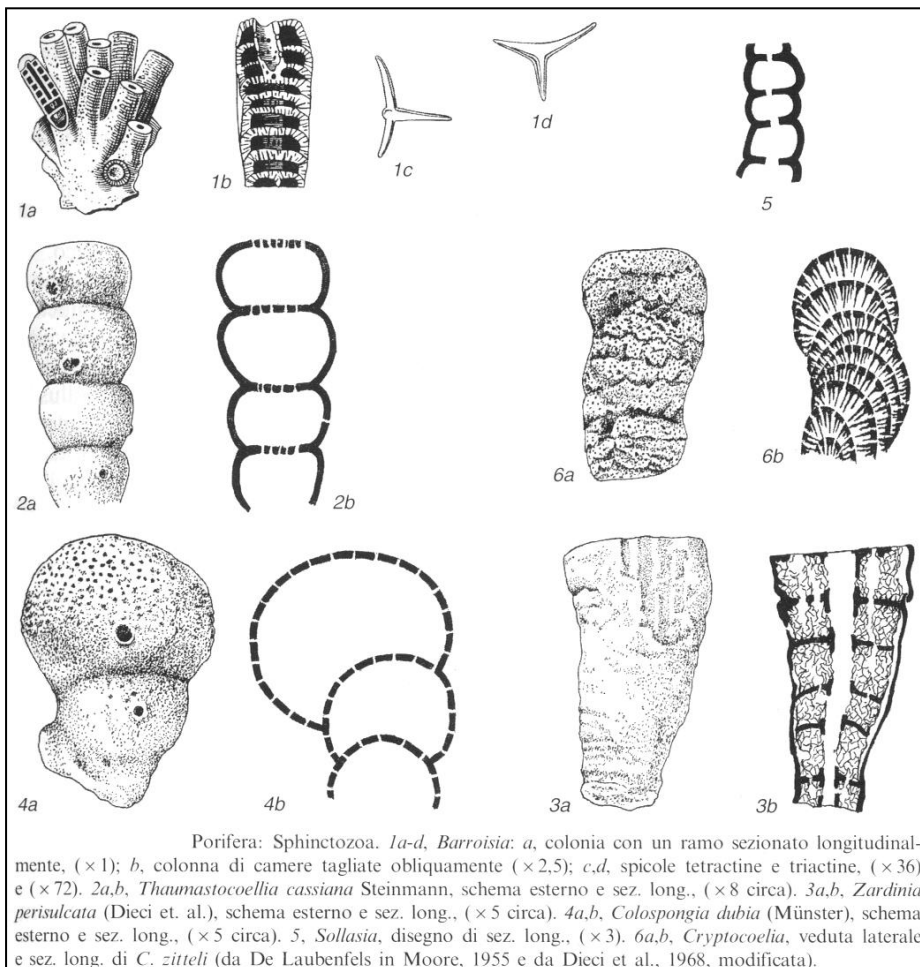 1a
1b
1c
1d
5
2a
2b
6a
6b
4a
4b
3a
3b
Porifera: Sphinctozoa. 1a-d, Barroisia: a, colonia con un ramo sezionato longitudinal-
mente, (×1); b, colonna di camere tagliate obliquamente (×2,5); c,d, spicole tetractine e triactine, (×36)
e (×72). 2a,b, Thaumastocoellia cassiana Steinmann, schema esterno e sez. long., (×8 circa). 3a,b, Zardinia
perisulcata (Dieci et. al.), schema esterno e sez. long., (×5 circa). 4a,b, Colospongia dubia (Münster), schema
esterno e sez. long., (×5 circa). 5, Sollasia, disegno di sez. long., (×3). 6a,b, Cryptocoelia, veduta laterale
e sez. long. di C. zitteli (da De Laubenfels in Moore, 1955 e da Dieci et al., 1968, modificata).